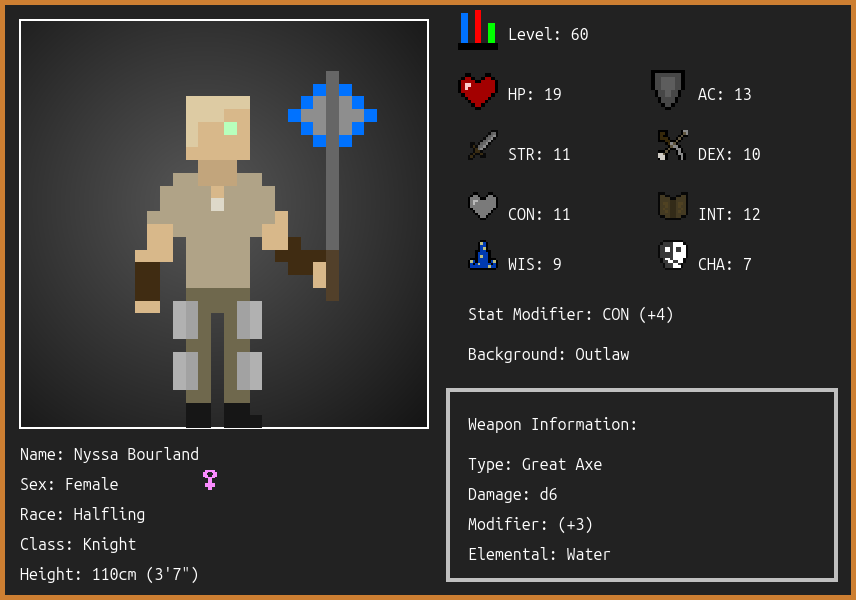 Level: 60
HP: 19
AC: 13
STR: 11
DEX: 10
CON: 11
INT: 12
WIS: 9
CHA: 7
Stat Modifier: CON (+4)
Background: Outlaw
Name: Nyssa Bourland
Sex: Female
Race: Halfling
Class: Knight
Height: 110cm (3'7")
Weapon Information:
Type: Great Axe
Damage: d6
Modifier: (+3)
Elemental: Water